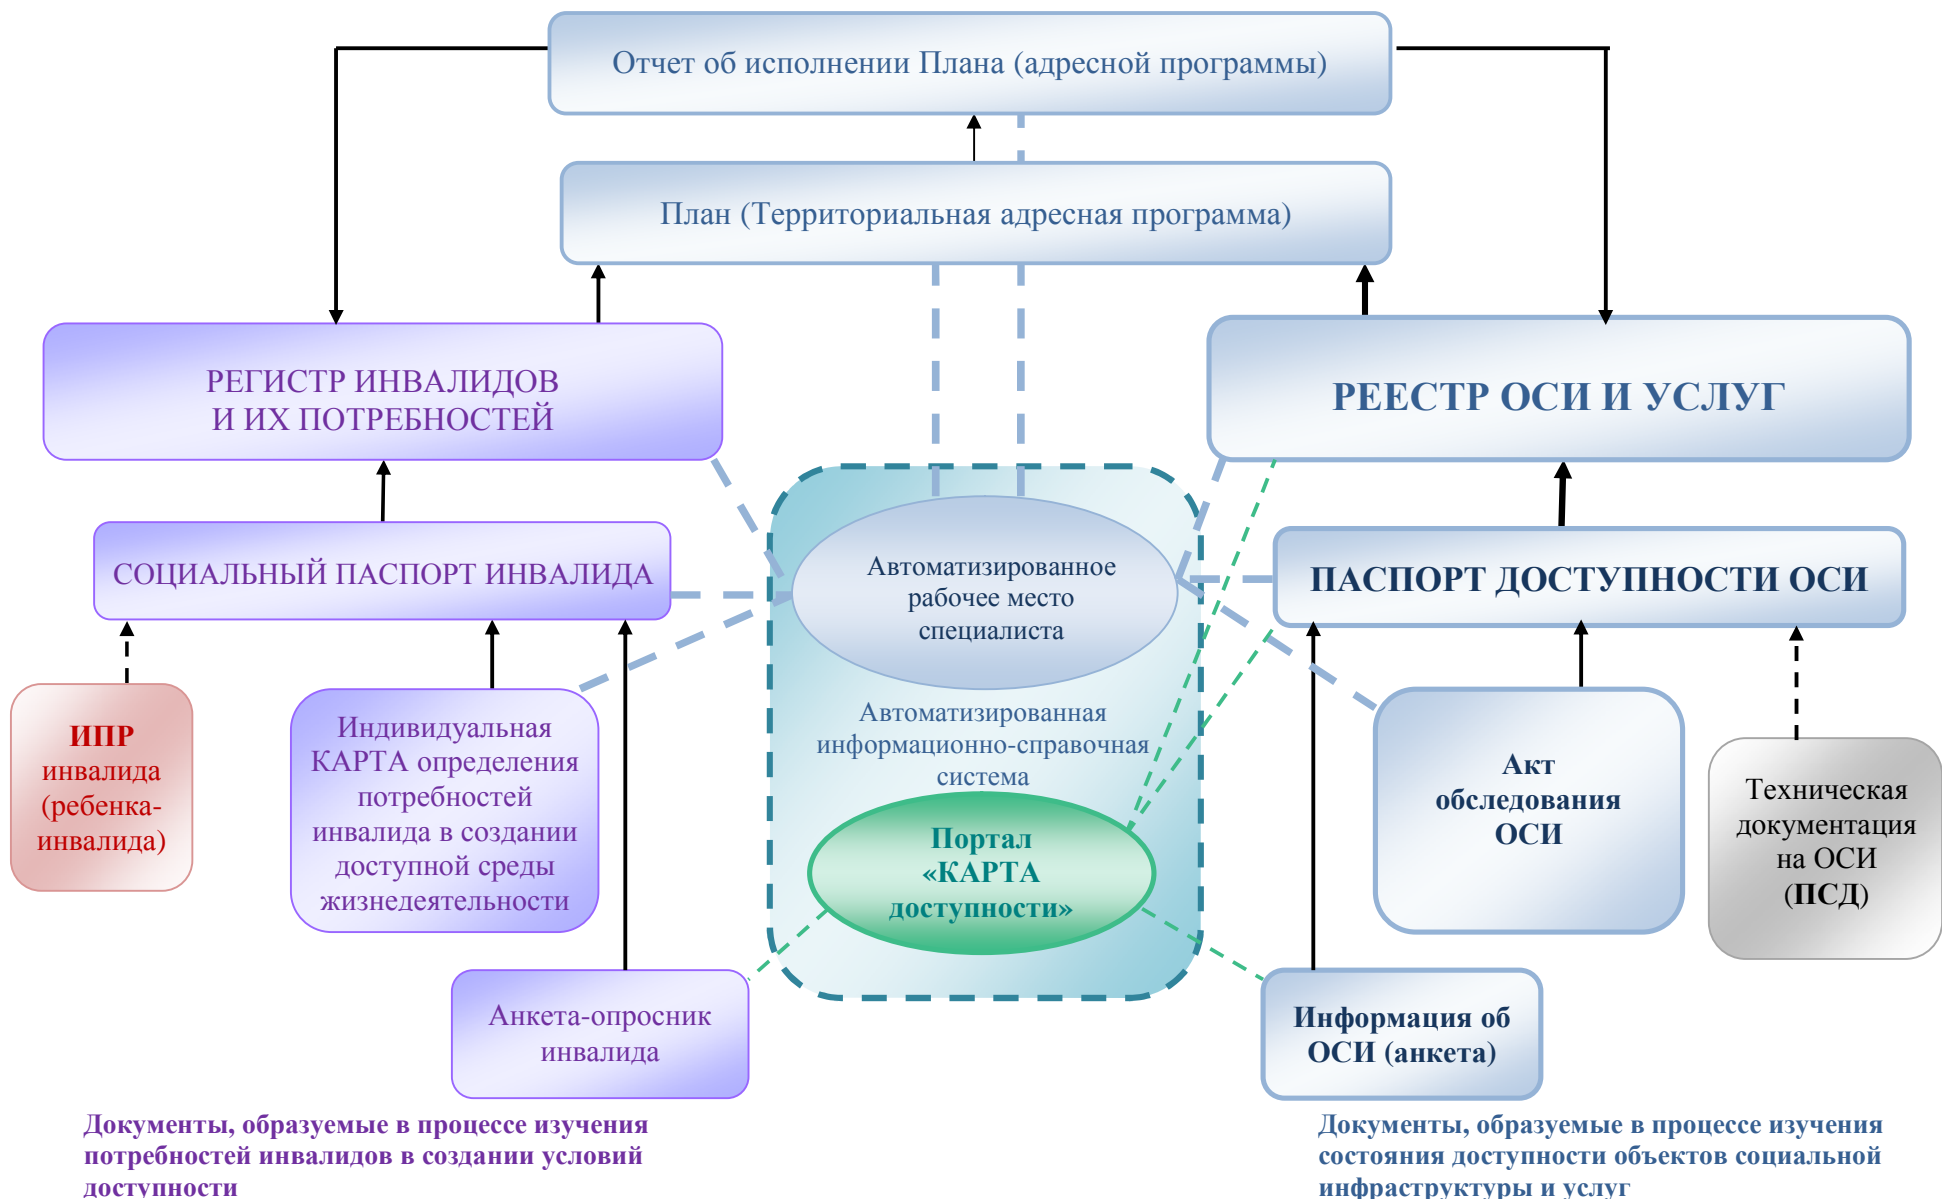 Отчет об исполнении Плана (адресной программы)
План (Территориальная адресная программа)
РЕГИСТР ИНВАЛИДОВ
И ИХ ПОТРЕБНОСТЕЙ
РЕЕСТР ОСИ И УСЛУГ
СОЦИАЛЬНЫЙ ПАСПОРТ ИНВАЛИДА
Автоматизированное
рабочее место
специалиста
ПАСПОРТ ДОСТУПНОСТИ ОСИ
ИПР
инвалида
(ребенка-
инвалида)
Индивидуальная
КАРТА определения
потребностей
инвалида в создании
доступной среды
жизнедеятельности
Автоматизированная
информационно-справочная
система
Портал
«КАРТА
доступности»
Акт
обследования
ОСИ
Техническая
документация
на ОСИ
(ПСД)
Анкета-опросник
инвалида
Информация об
ОСИ (анкета)
Документы, образуемые в процессе изучения
потребностей инвалидов в создании условий
доступности
Документы, образуемые в процессе изучения
состояния доступности объектов социальной
инфраструктуры и услуг